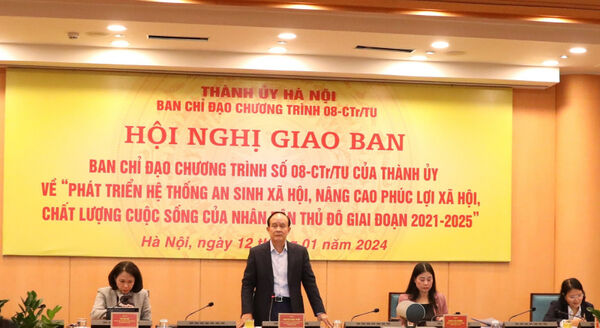 THÀNH ỦY HÀ NỘI
BAN CHỈ ĐẠO CHƯƠNG TRÌNH 08-CTr/TU
HỘI NGHỊ GIAO BAN
BAN CHỈ ĐẠO CHƯƠNG TRÌNH SỐ 08-CTr/TU CỦA THÀNH ỦY
VỀ “PHÁT TRIỂN HỆ THỐNG AN SINH XÃ HỘI, NÂNG CAO PHÚC LỢI XÃ HỘI,
CHẤT LƯỢNG CUỘC SỐNG CỦA NHÂN THỦ ĐÔ GIAI ĐOẠN 2021-2025”
Hà Nội, ngày 12 01 năm 2024